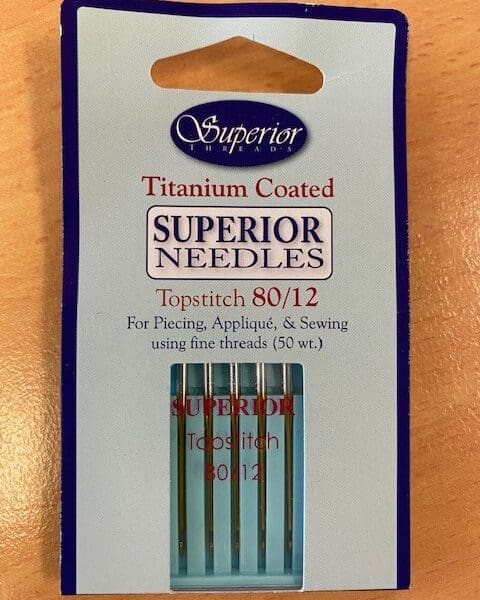 Superior
THREADS
Titanium Coated
SUPERIOR
NEEDLES
Topstitch 80/12
For Piecing, Appliqué, & Sewing
using fine threads (50 wt.)
SUPERIOR
Topstitch
80/12